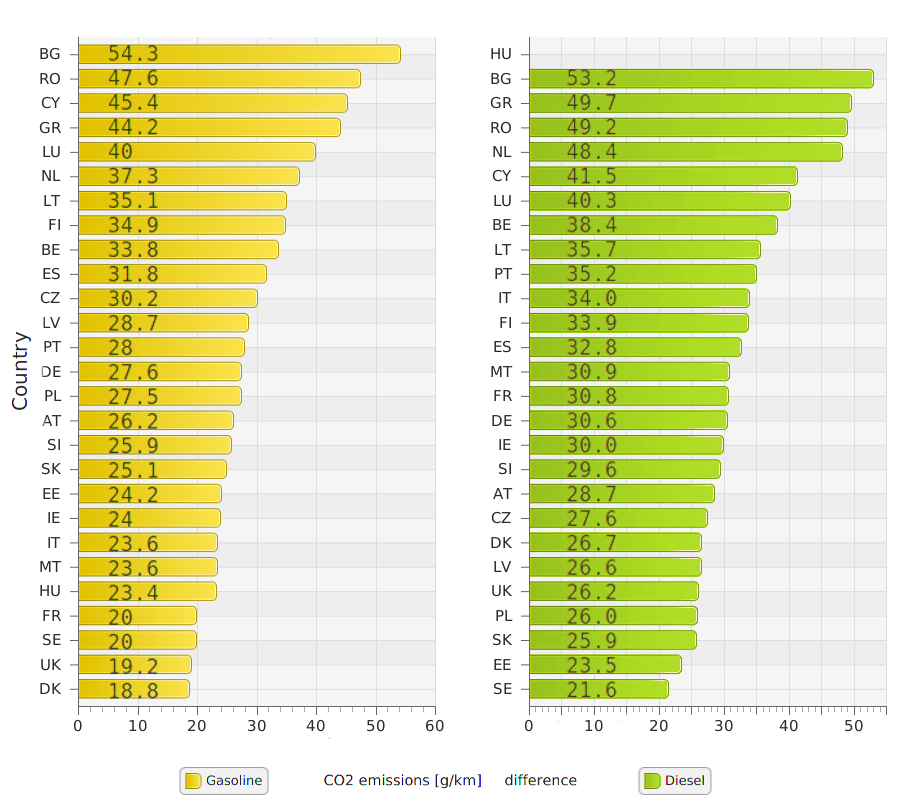 BG 54.3
RO 47.6
CY 45.4
GR 44.2
LU 40
NL 37.3
LT 35.1
FI 34.9
BE 33.8
ES 31.8
CZ 30.2
LV 28.7
PT 28
DE 27.6
PL 27.5
AT 26.2
SI 25.9
SK 25.1
EE 24.2
IE 24
IT 23.6
MT 23.6
HU 23.4
FR 20
SE 20
UK 19.2
DK 18.8
0 10 20 30 40 50 60
Country
HU
BG 53.2
GR 49.7
RO 49.2
NL 48.4
CY 41.5
LU 40.3
BE 38.4
LT 35.7
PT 35.2
IT 34.0
FI 33.9
ES 32.8
MT 30.9
FR 30.8
DE 30.6
IE 30.0
SI 29.6
AT 28.7
CZ 27.6
DK 26.7
LV 26.6
UK 26.2
PL 26.0
SK 25.9
EE 23.5
SE 21.6
0 10 20 30 40 50
Gasoline CO2 emissions [g/km] difference Diesel